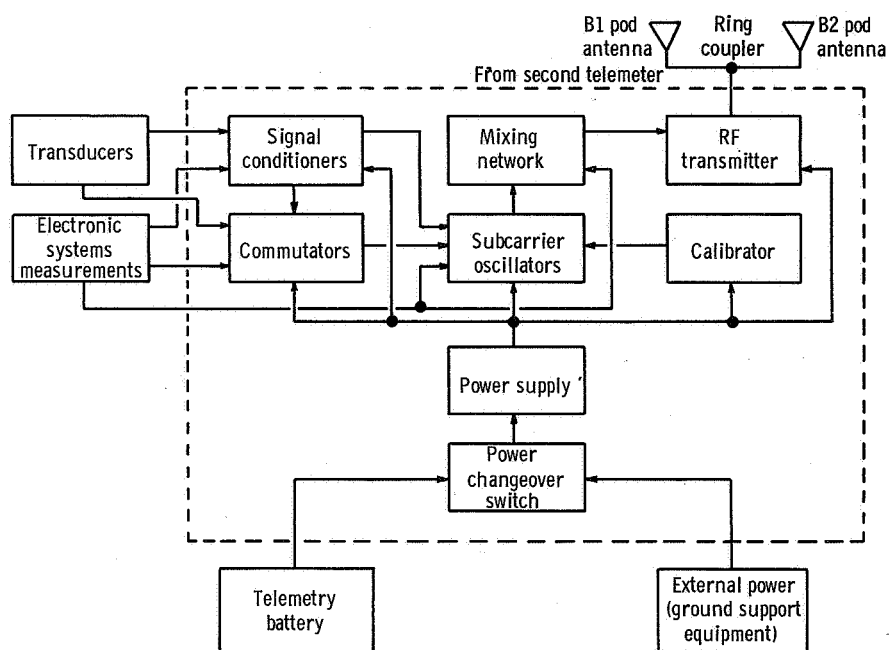 B1 pod
antenna
Ring
coupler
B2 pod
antenna
From second telemeter
Transducers
Signal
conditioners
Mixing
network
RF
transmitter
Electronic
systems
measurements
Commutators
Subcarrier
oscillators
Calibrator
Power supply
Power
changeover
switch
Telemetry
battery
External power
(ground support
equipment)